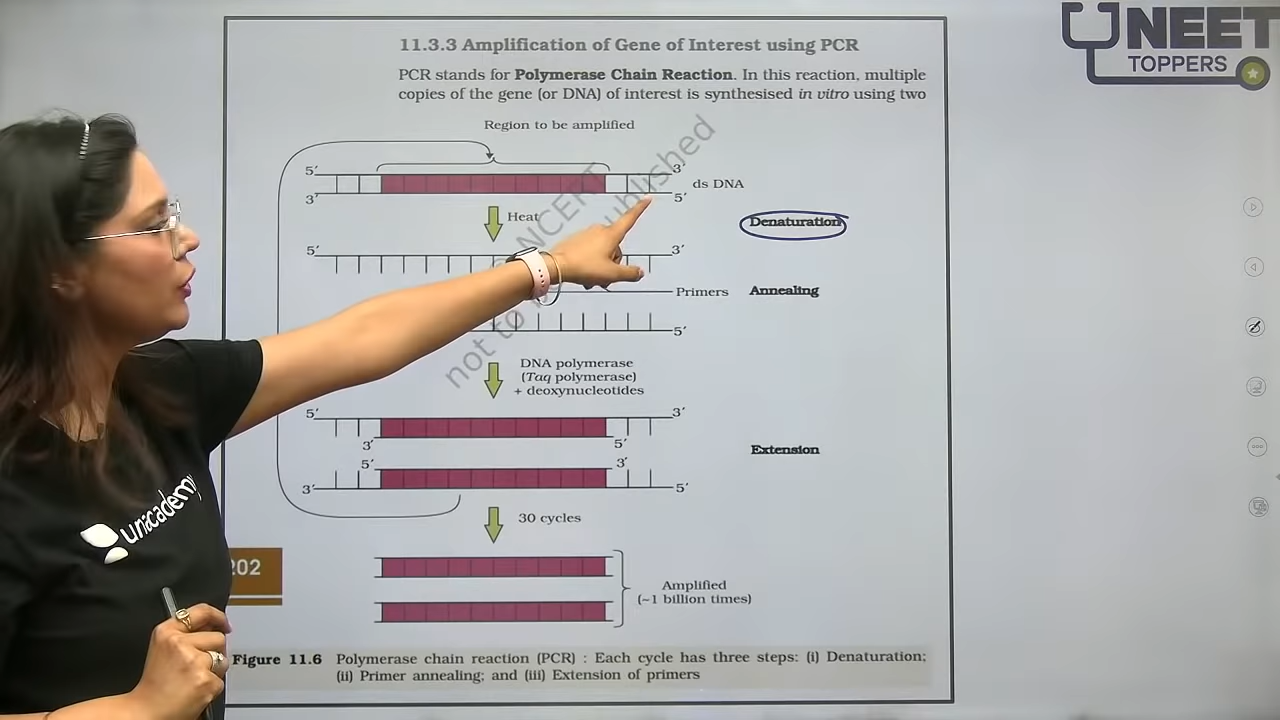 NEET
TOPPERS
11.3.3 Amplification of Gene of Interest using PCR
PCR stands for Polymerase Chain Reaction. In this reaction, multiple
copies of the gene (or DNA) of interest is synthesised in vitro using two
Region to be amplified
5′ 3′
3′ 5′ ds DNA
Heat
Denaturation
5′ 3′
Primers Annealing
5′
DNA polymerase
(Taq polymerase)
+ deoxynucleotides
5′ 3′
3′ 5′
Extension
5′ 3′
3′ 5′
30 cycles
Amplified
(~1 billion times)
202
Figure 11.6 Polymerase chain reaction (PCR) : Each cycle has three steps: (i) Denaturation;
(ii) Primer annealing; and (iii) Extension of primers
unacademy
not to
NCERT
ublished